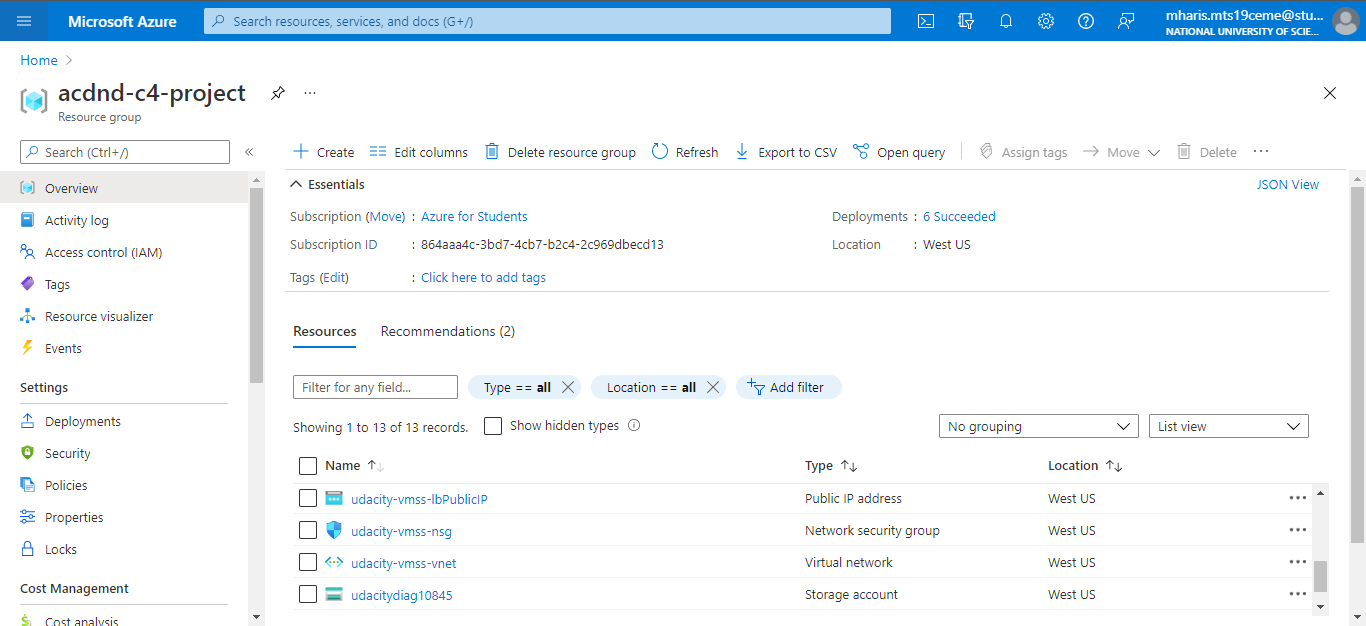 Microsoft Azure
Search resources, services, and docs (G+/)
mharis.mts19ceme@stu...
NATIONAL UNIVERSITY OF SCIE...
Home
acdnd-c4-project
Resource group
Search (Ctrl+/)
Create Edit columns Delete resource group Refresh Export to CSV Open query Assign tags Move Delete
Overview
Activity log
Access control (IAM)
Tags
Resource visualizer
Events
Settings
Deployments
Security
Policies
Properties
Locks
Cost Management
Cost analysis
Essentials
JSON View
Subscription (Move) : Azure for Students
Deployments : 6 Succeeded
Subscription ID : 864aaa4c-3bd7-4cb7-b2c4-2c969dbecd13
Location : West US
Tags (Edit) : Click here to add tags
Resources Recommendations (2)
Filter for any field... Type == all Location == all Add filter
Showing 1 to 13 of 13 records. Show hidden types
No grouping List view
Name Type Location
udacity-vmss-lbPublicIP Public IP address West US
udacity-vmss-nsg Network security group West US
udacity-vmss-vnet Virtual network West US
udacitydiag10845 Storage account West US